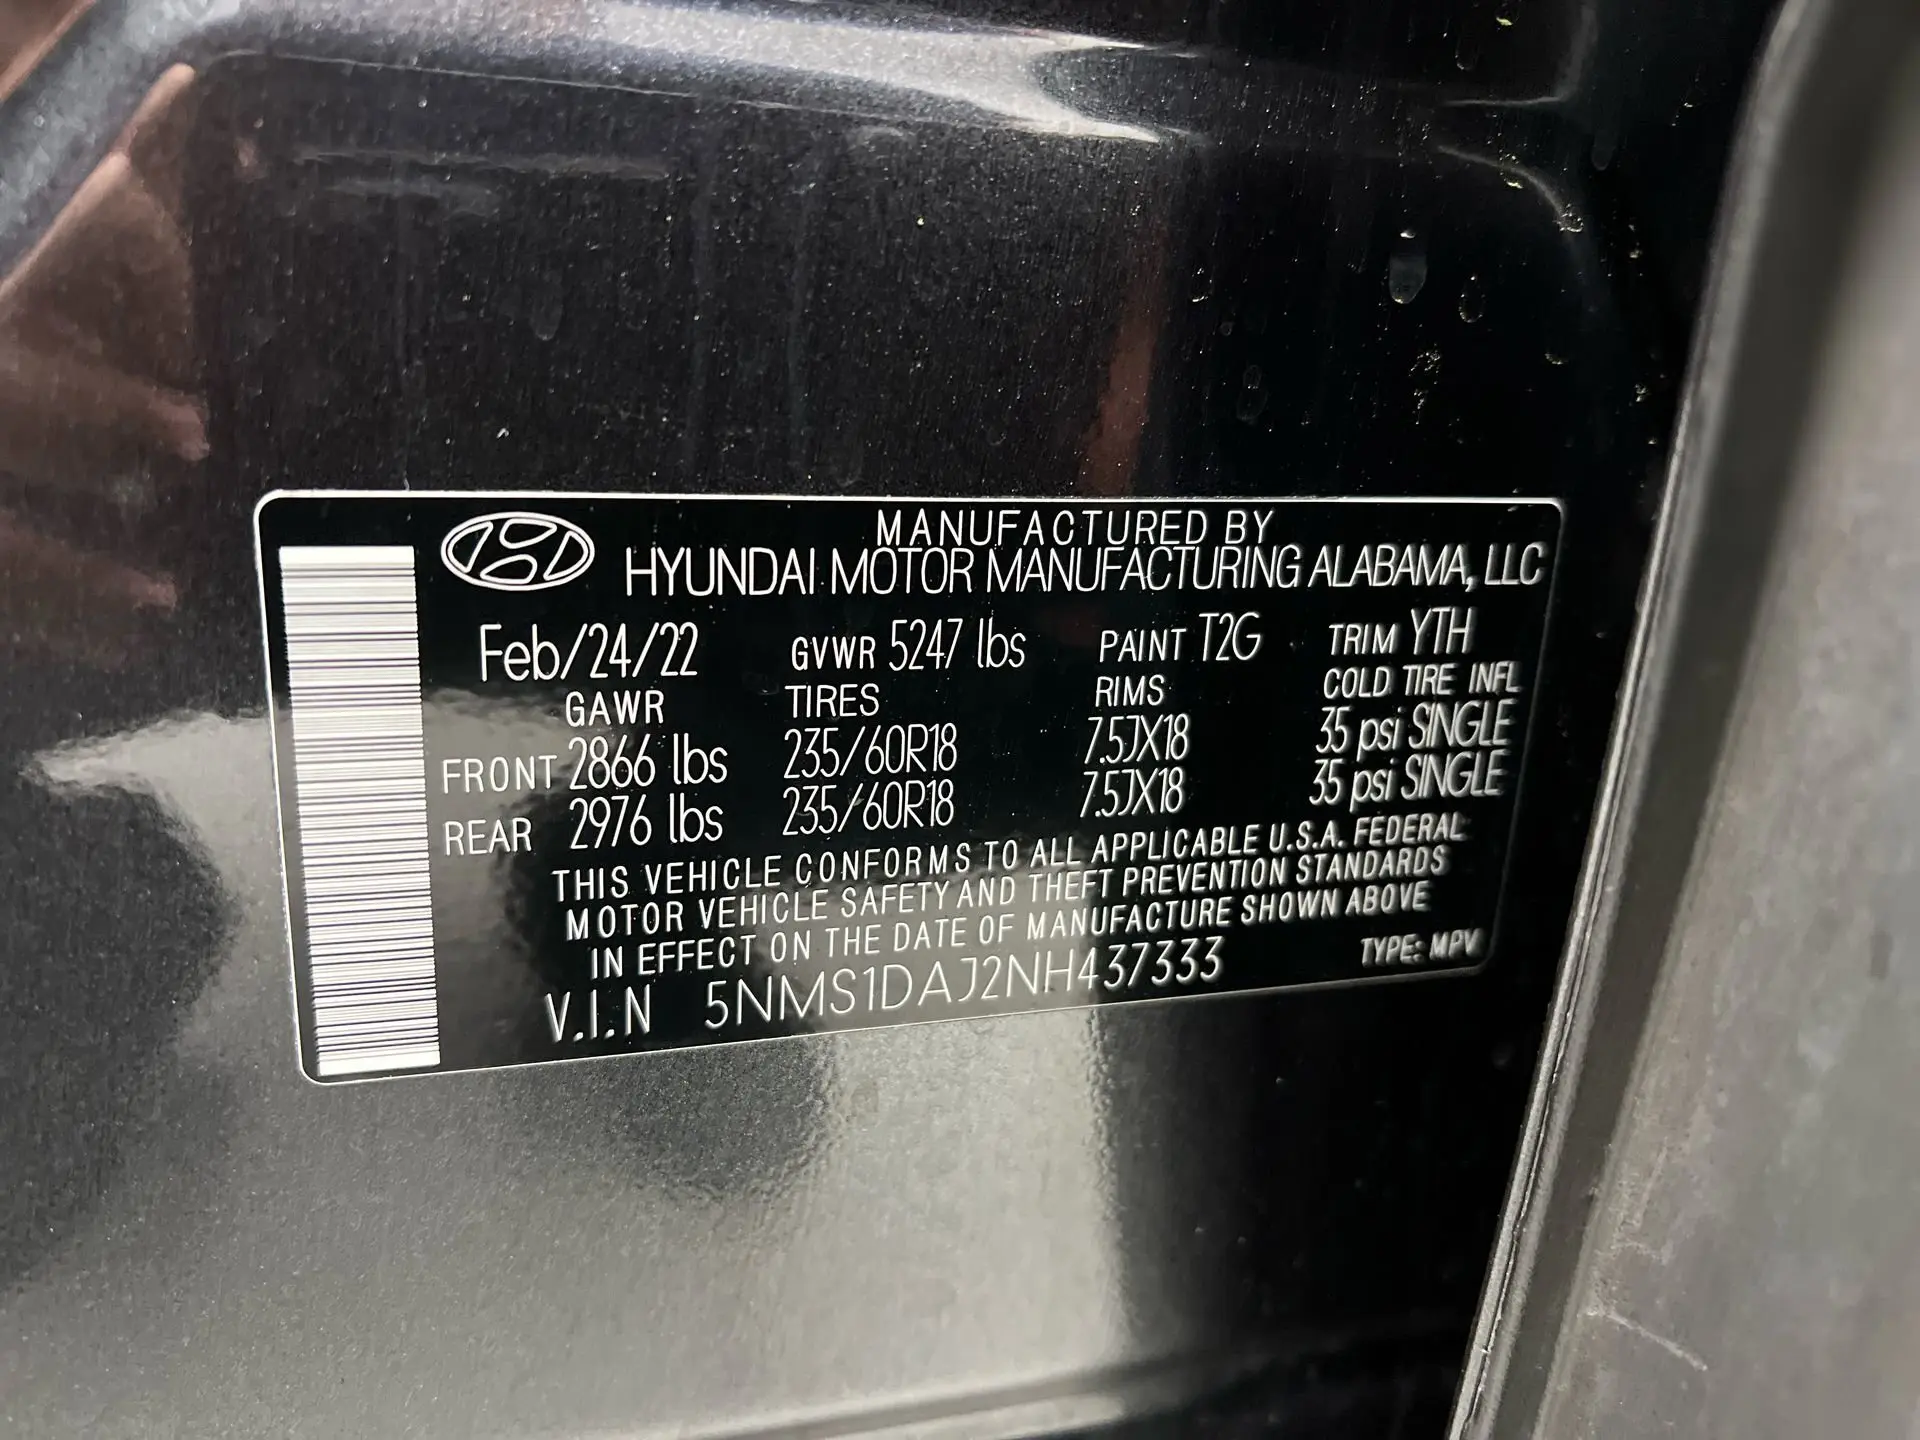 MANUFACTURED BY
HYUNDAI MOTOR MANUFACTURING ALABAMA, LLC
Feb/24/22 GVWR 5247 lbs PAINT T2G TRIM YTH
GAWR TIRES RIMS COLD TIRE INFL
FRONT 2866 lbs 235/60R18 7.5JX18 35 psi SINGLE
REAR 2976 lbs 235/60R18 7.5JX18 35 psi SINGLE
THIS VEHICLE CONFORMS TO ALL APPLICABLE U.S.A. FEDERAL
MOTOR VEHICLE SAFETY AND THEFT PREVENTION STANDARDS
IN EFFECT ON THE DATE OF MANUFACTURE SHOWN ABOVE
V.I.N 5NMS1DAJ2NH437333 TYPE: MPV